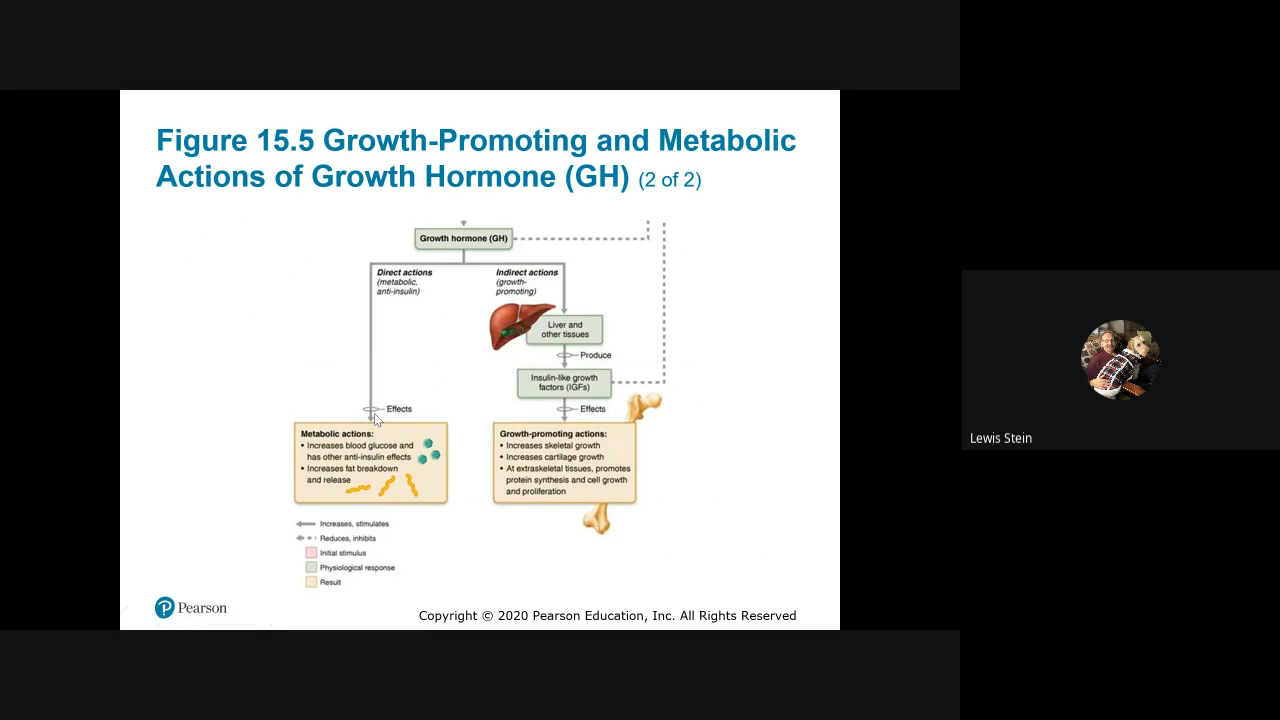 Figure 15.5 Growth-Promoting and Metabolic
Actions of Growth Hormone (GH) (2 of 2)
Growth hormone (GH)
Direct actions
(metabolic,
anti-insulin)
Indirect actions
(growth-
promoting)
Liver and
other tissues
Produce
Insulin-like growth
factors (IGFs)
Effects
Effects
Metabolic actions:
• Increases blood glucose and
has other anti-insulin effects
• Increases fat breakdown
and release
Growth-promoting actions:
• Increases skeletal growth
• Increases cartilage growth
• At extraskeletal tissues, promotes
protein synthesis and cell growth
and proliferation
Increases, stimulates
Reduces, inhibits
Initial stimulus
Physiological response
Result
P Pearson
Copyright © 2020 Pearson Education, Inc. All Rights Reserved
Lewis Stein